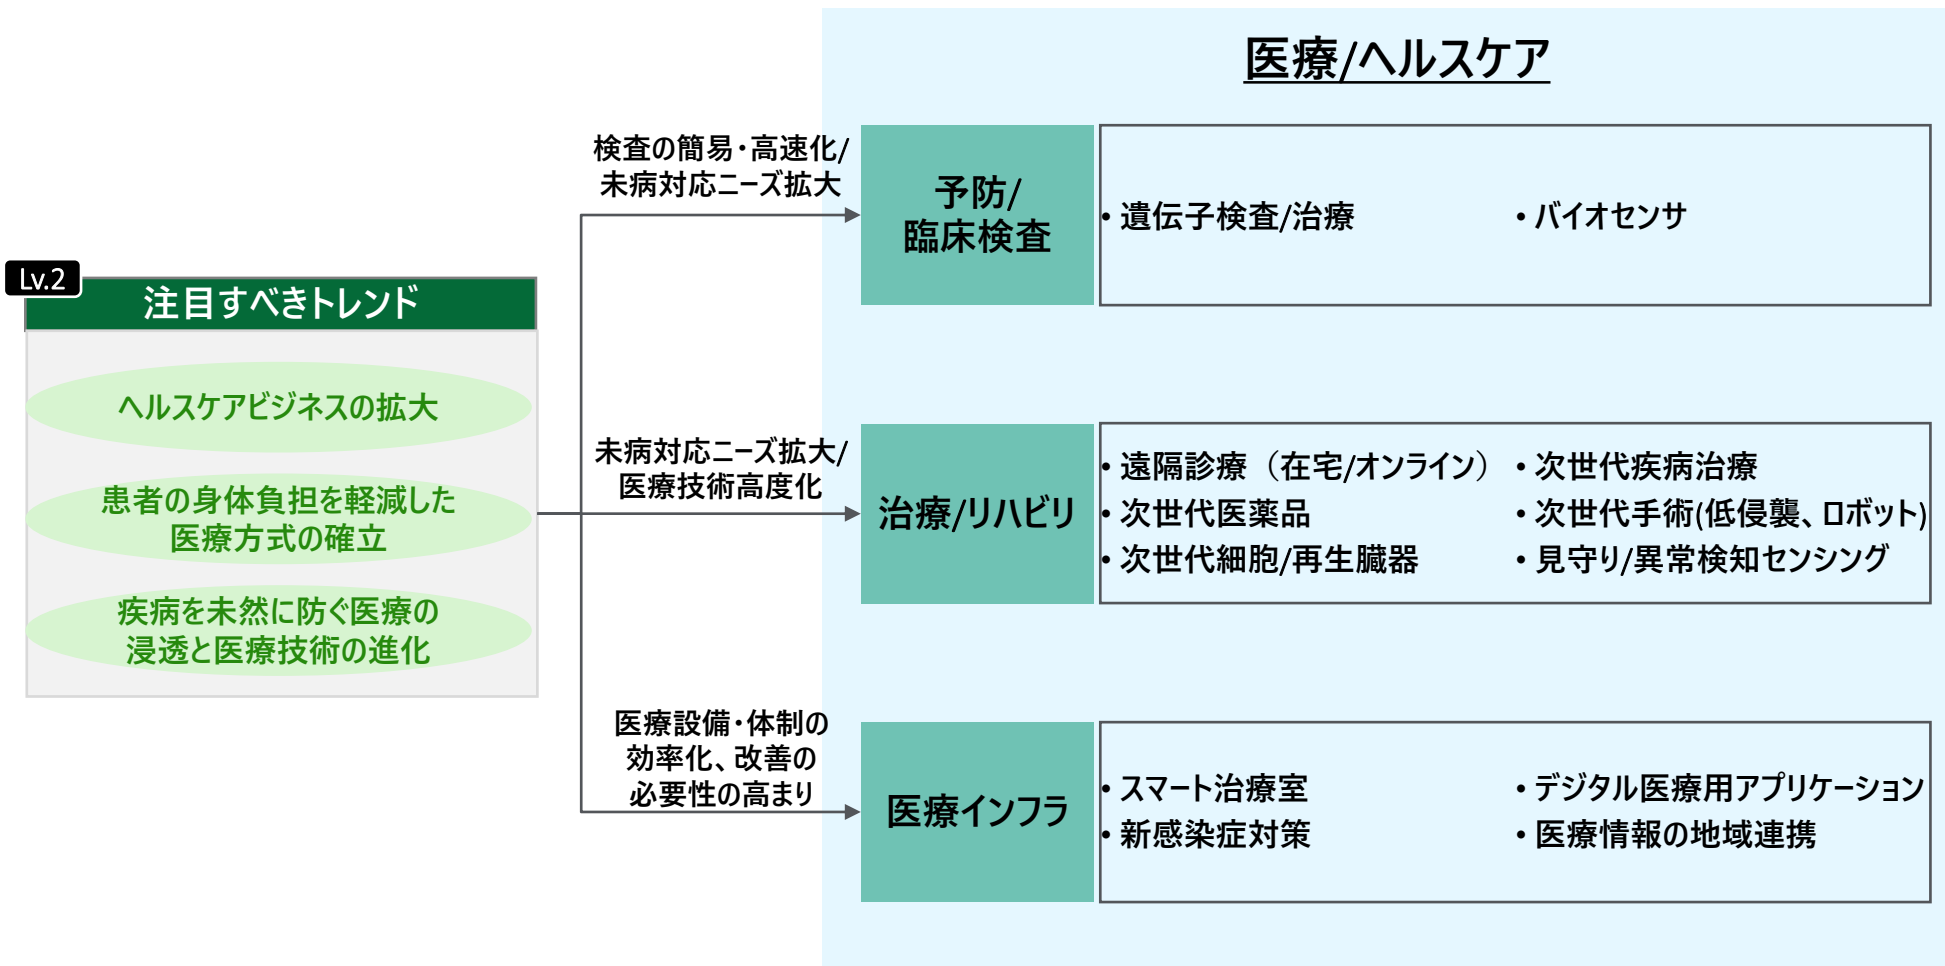 医療/ヘルスケア
Lv.2
注目すべきトレンド
ヘルスケアビジネスの拡大
患者の身体負担を軽減した
医療方式の確立
疾病を未然に防ぐ医療の
浸透と医療技術の進化
検査の簡易・高速化/
未病対応ニーズ拡大
予防/
臨床検査
• 遺伝子検査/治療
• バイオセンサ
未病対応ニーズ拡大/
医療技術高度化
治療/リハビリ
• 遠隔診療（在宅/オンライン）
• 次世代医薬品
• 次世代細胞/再生臓器
• 次世代疾病治療
• 次世代手術(低侵襲、ロボット)
• 見守り/異常検知センシング
医療設備・体制の
効率化、改善の
必要性の高まり
医療インフラ
• スマート治療室
• 新感染症対策
• デジタル医療用アプリケーション
• 医療情報の地域連携